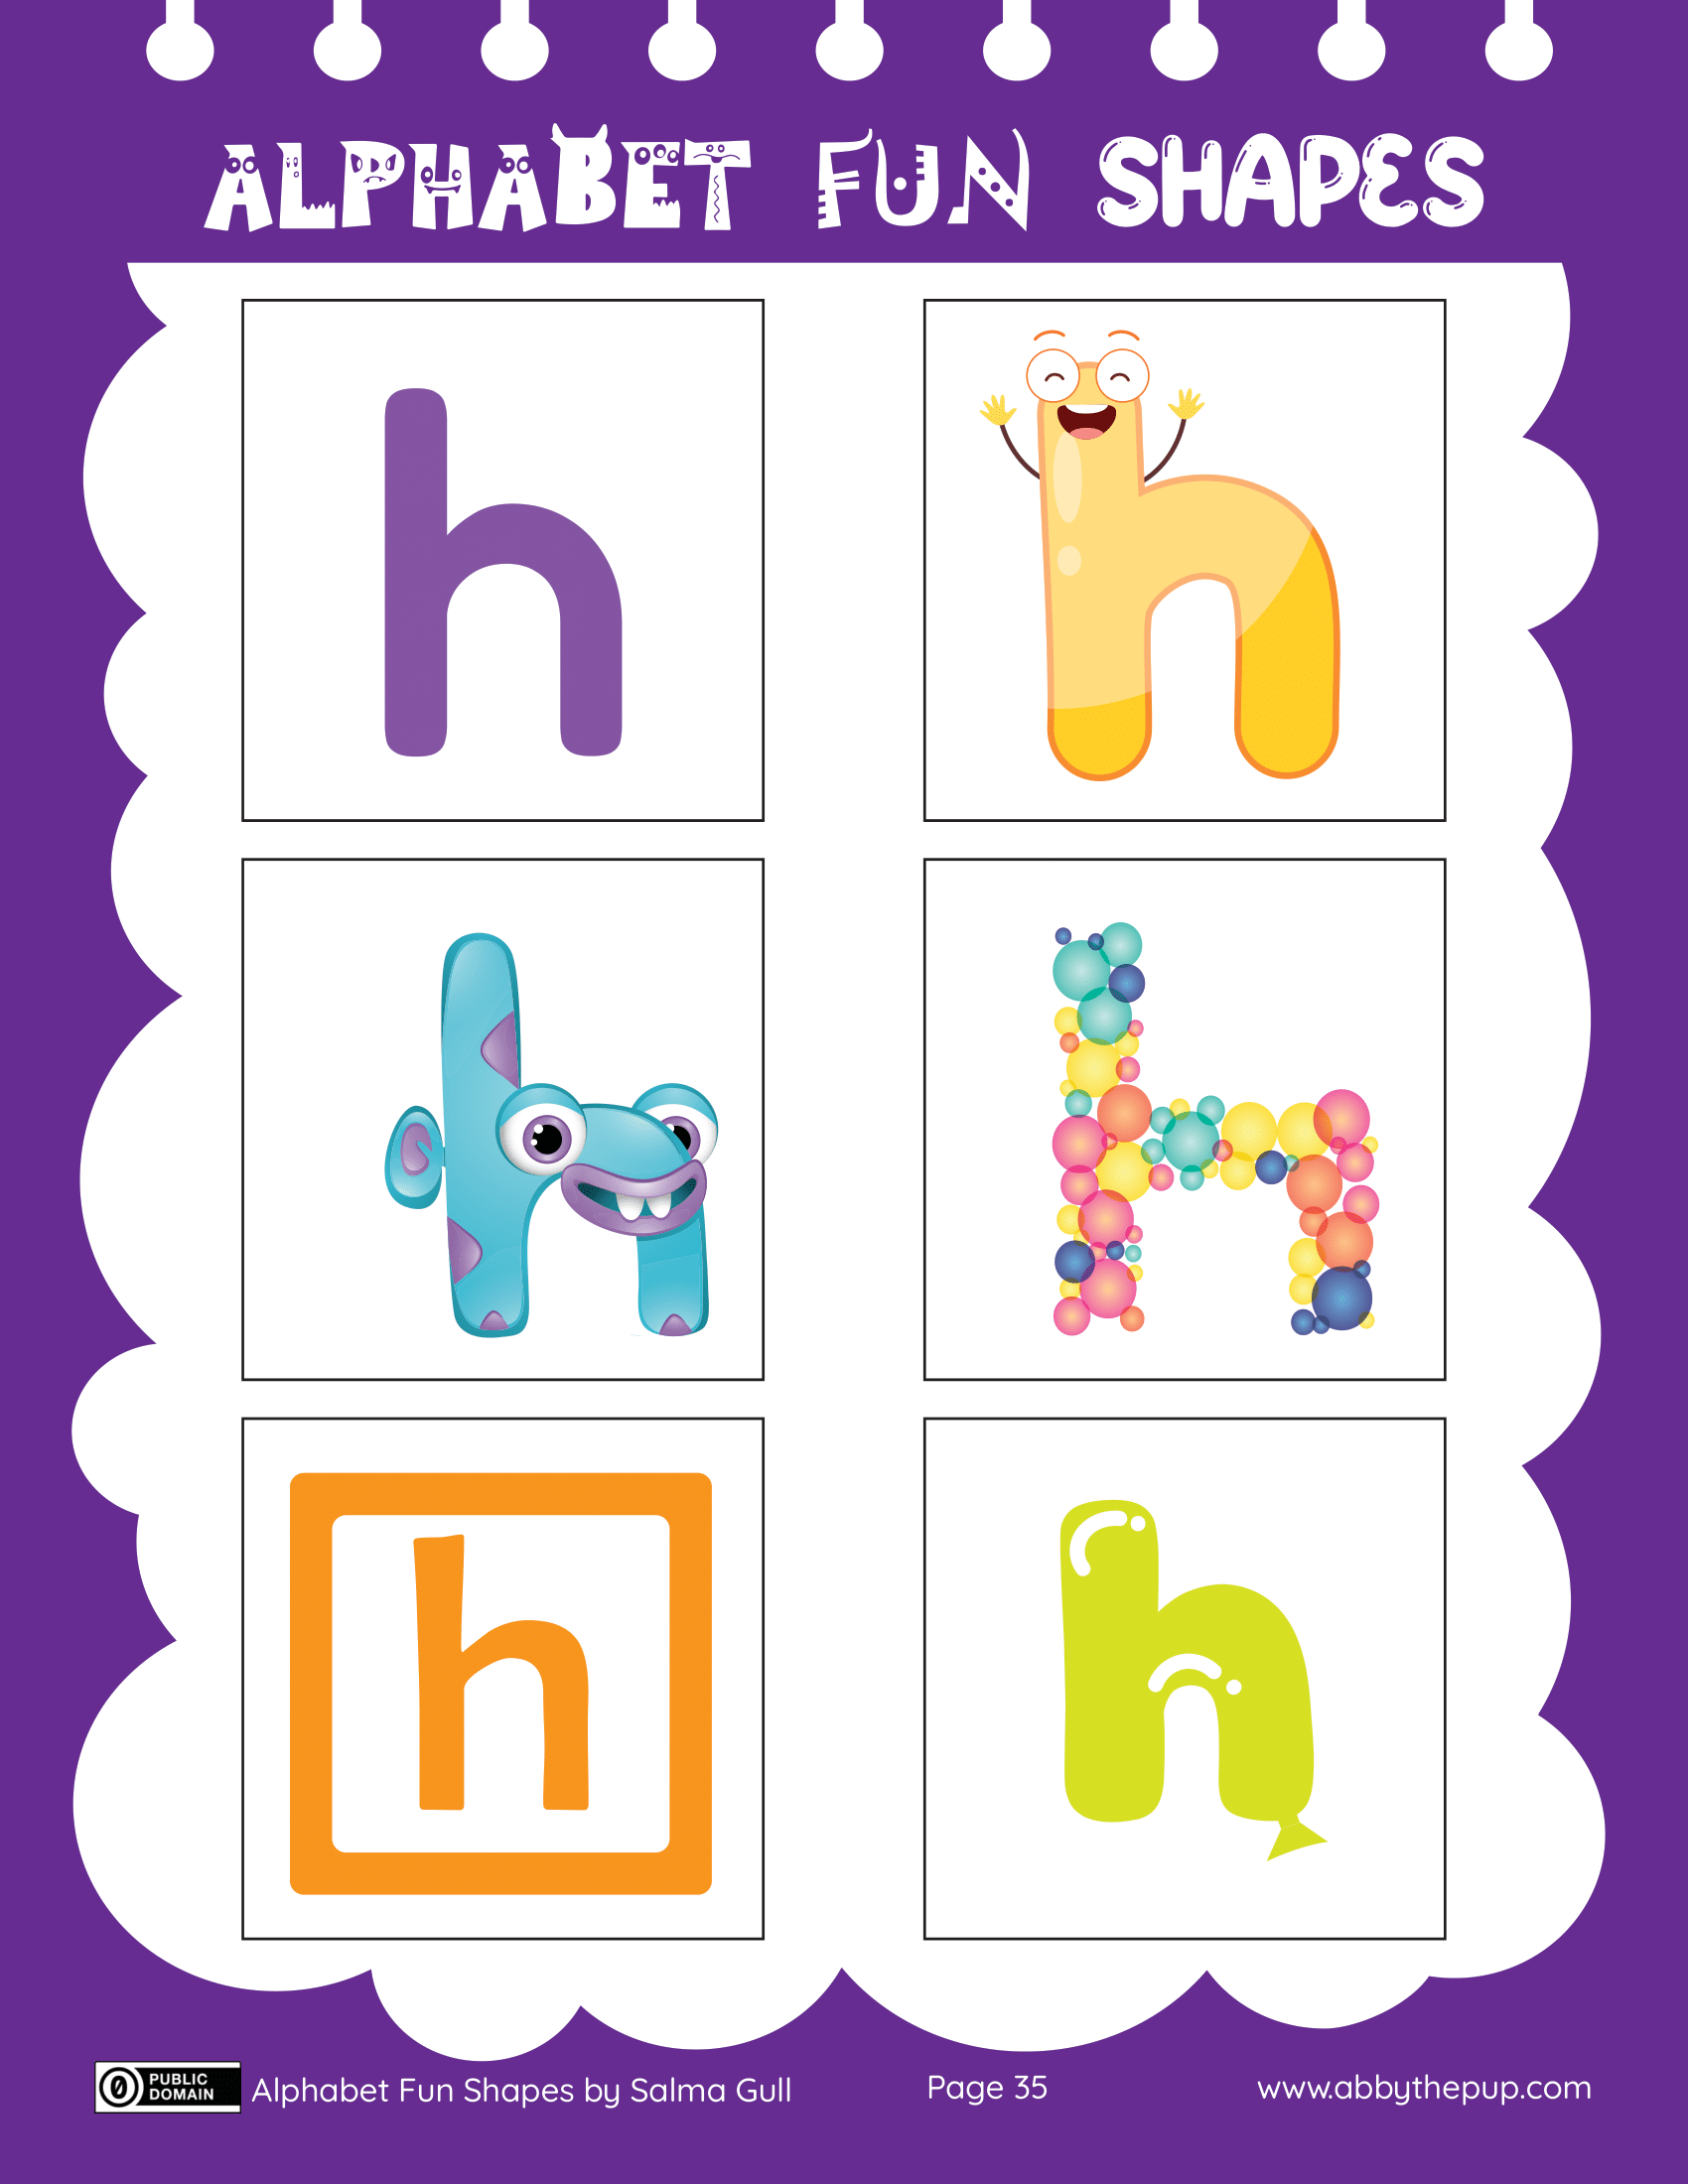 ALPHABET FUN SHAPES
h
h
h
h
h
h
PUBLIC
DOMAIN
Alphabet Fun Shapes by Salma Gull
Page 35
www.abbythepup.com